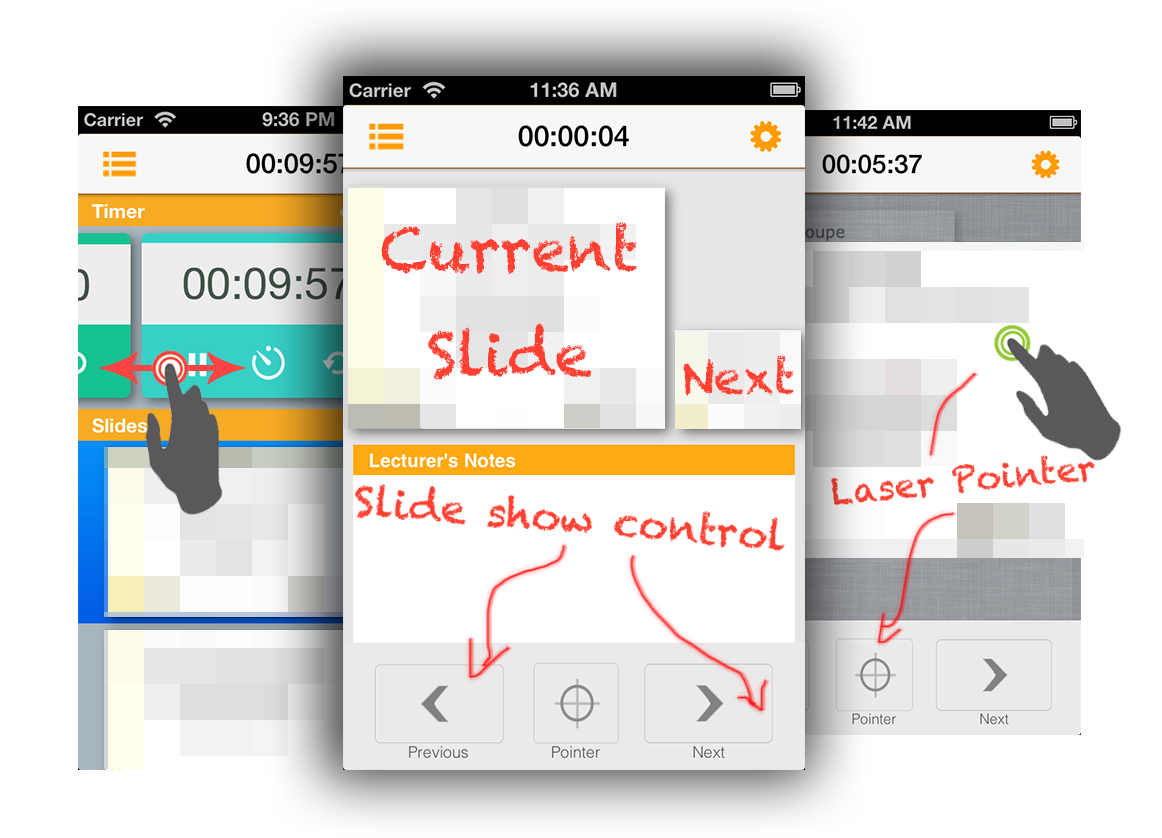 Carrier 9:36 PM
00:09:57
Timer
00:09:57
Slides
Carrier 11:36 AM
00:00:04
Current
Slide
Next
Lecturer's Notes
Slide show control
Previous Pointer Next
11:42 AM
00:05:37
oupe
Laser Pointer
Pointer Next